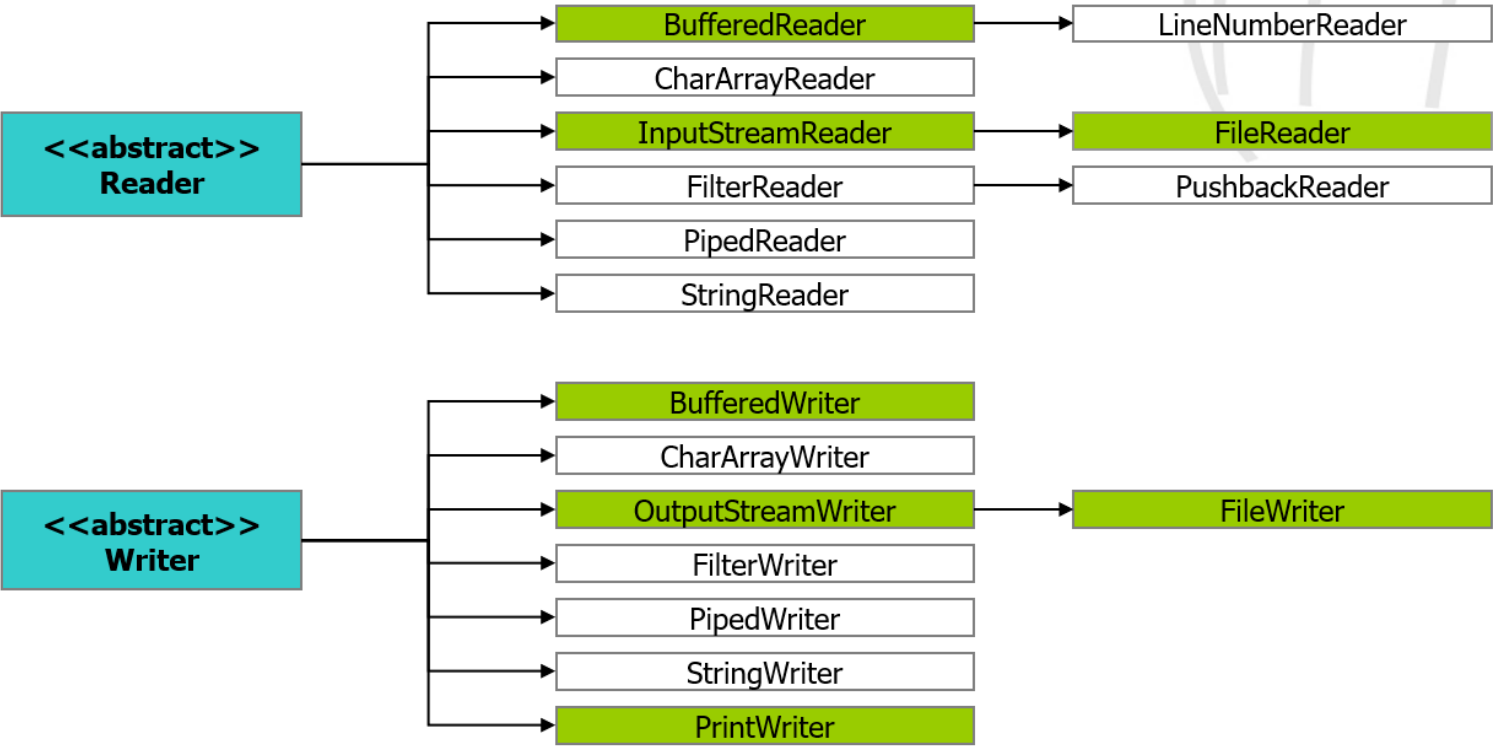 BufferedReader
LineNumberReader
CharArrayReader
<<abstract>>
Reader
InputStreamReader
FileReader
FilterReader
PushbackReader
PipedReader
StringReader
BufferedWriter
CharArrayWriter
<<abstract>>
Writer
OutputStreamWriter
FileWriter
FilterWriter
PipedWriter
StringWriter
PrintWriter